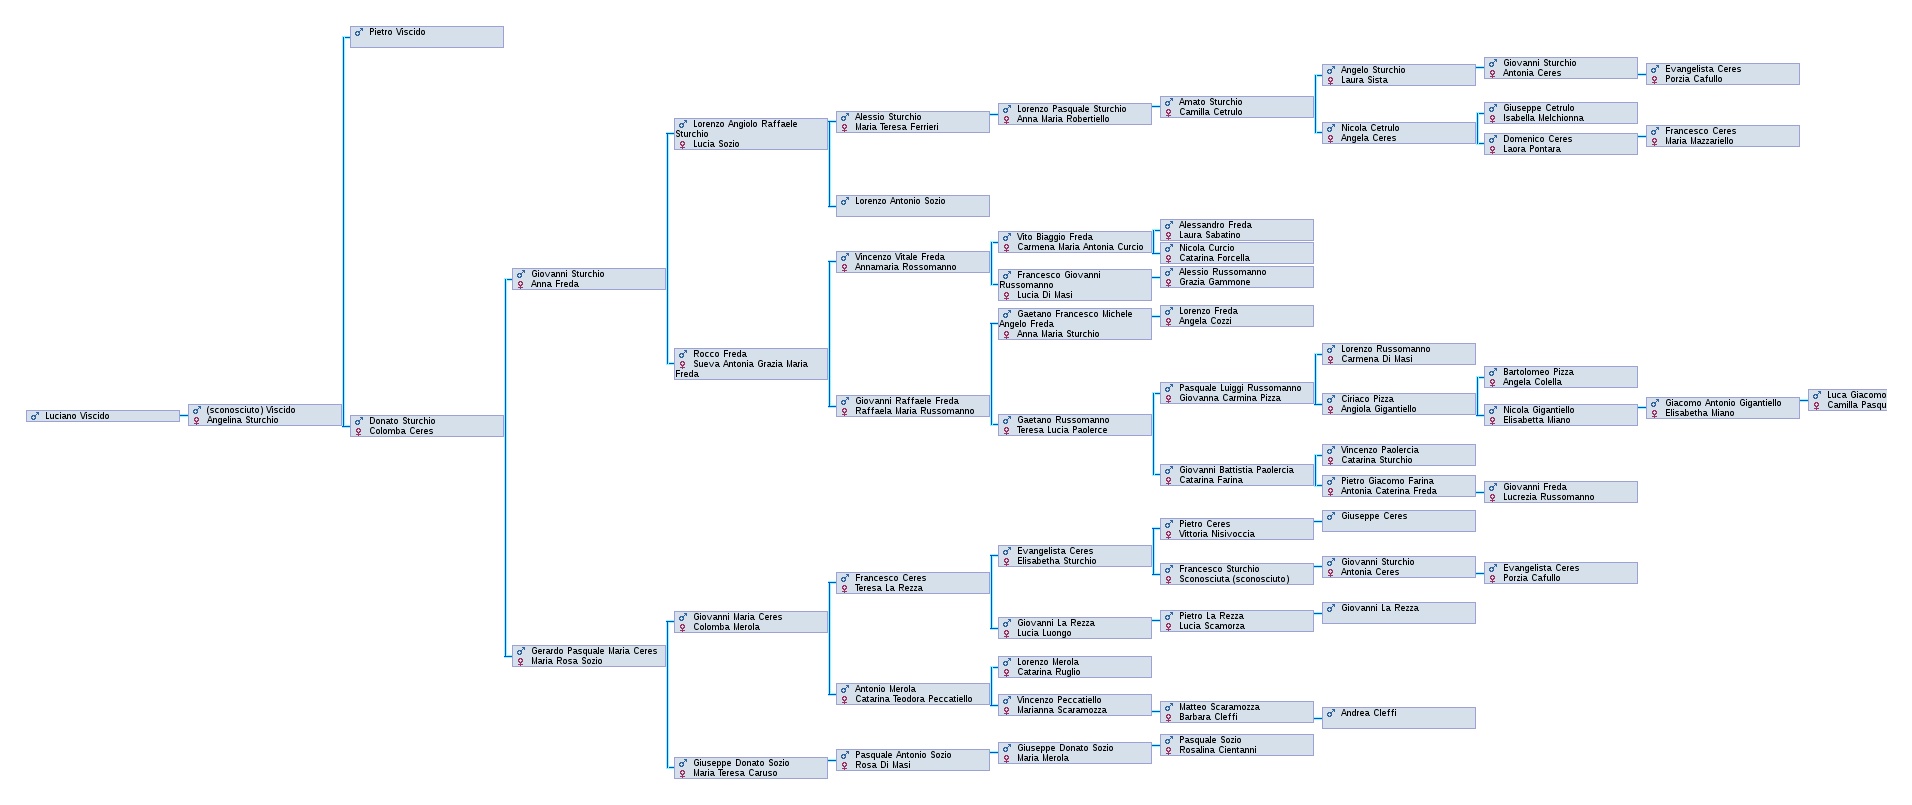 Pietro Viscido
Giovanni Sturchio
Antonia Ceres
Angelo Sturchio
Laura Sista
Evangelista Ceres
Porzia Cafullo
Amato Sturchio
Camilla Cetrulo
Lorenzo Pasquale Sturchio
Anna Maria Robertiello
Giuseppe Cetrulo
Isabella Melchionna
Alessio Sturchio
Maria Teresa Ferrieri
Lorenzo Angiolo Raffaele
Sturchio
Lucia Sozio
Nicola Cetrulo
Angela Ceres
Francesco Ceres
Maria Mazzariello
Domenico Ceres
Laora Pontara
Lorenzo Antonio Sozio
Alessandro Freda
Laura Sabatino
Vito Biaggio Freda
Carmena Maria Antonia Curcio
Nicola Curcio
Catarina Forcella
Vincenzo Vitale Freda
Annamaria Rossomanno
Alessio Russomanno
Grazia Gammone
Giovanni Sturchio
Anna Freda
Francesco Giovanni
Russomanno
Lucia Di Masi
Lorenzo Freda
Angela Cozzi
Gaetano Francesco Michele
Angelo Freda
Anna Maria Sturchio
Rocco Freda
Sueva Antonia Grazia Maria
Freda
Lorenzo Russomanno
Carmena Di Masi
Bartolomeo Pizza
Angela Colella
Pasquale Luiggi Russomanno
Giovanna Carmina Pizza
Luca Giacomo
Camilla Pasqu
Giovanni Raffaele Freda
Raffaela Maria Russomanno
Ciriaco Pizza
Angiola Gigantiello
Giacomo Antonio Gigantiello
Elisabetha Miano
Nicola Gigantiello
Elisabetta Miano
Luciano Viscido
(sconosciuto) Viscido
Angelina Sturchio
Donato Sturchio
Colomba Ceres
Gaetano Russomanno
Teresa Lucia Paolerce
Vincenzo Paolercia
Catarina Sturchio
Giovanni Battistia Paolercia
Catarina Farina
Pietro Giacomo Farina
Antonia Caterina Freda
Giovanni Freda
Lucrezia Russomanno
Giuseppe Ceres
Pietro Ceres
Vittoria Nisivoccia
Evangelista Ceres
Elisabetha Sturchio
Giovanni Sturchio
Antonia Ceres
Francesco Sturchio
Sconosciuta (sconosciuto)
Evangelista Ceres
Porzia Cafullo
Francesco Ceres
Teresa La Rezza
Giovanni La Rezza
Pietro La Rezza
Lucia Scamorza
Giovanni La Rezza
Lucia Luongo
Giovanni Maria Ceres
Colomba Merola
Gerardo Pasquale Maria Ceres
Maria Rosa Sozio
Lorenzo Merola
Catarina Ruglio
Antonio Merola
Catarina Teodora Peccatiello
Vincenzo Peccatiello
Marianna Scaramozza
Matteo Scaramozza
Barbara Cleffi
Andrea Cleffi
Pasquale Sozio
Rosalina Cientanni
Giuseppe Donato Sozio
Maria Merola
Pasquale Antonio Sozio
Rosa Di Masi
Giuseppe Donato Sozio
Maria Teresa Caruso